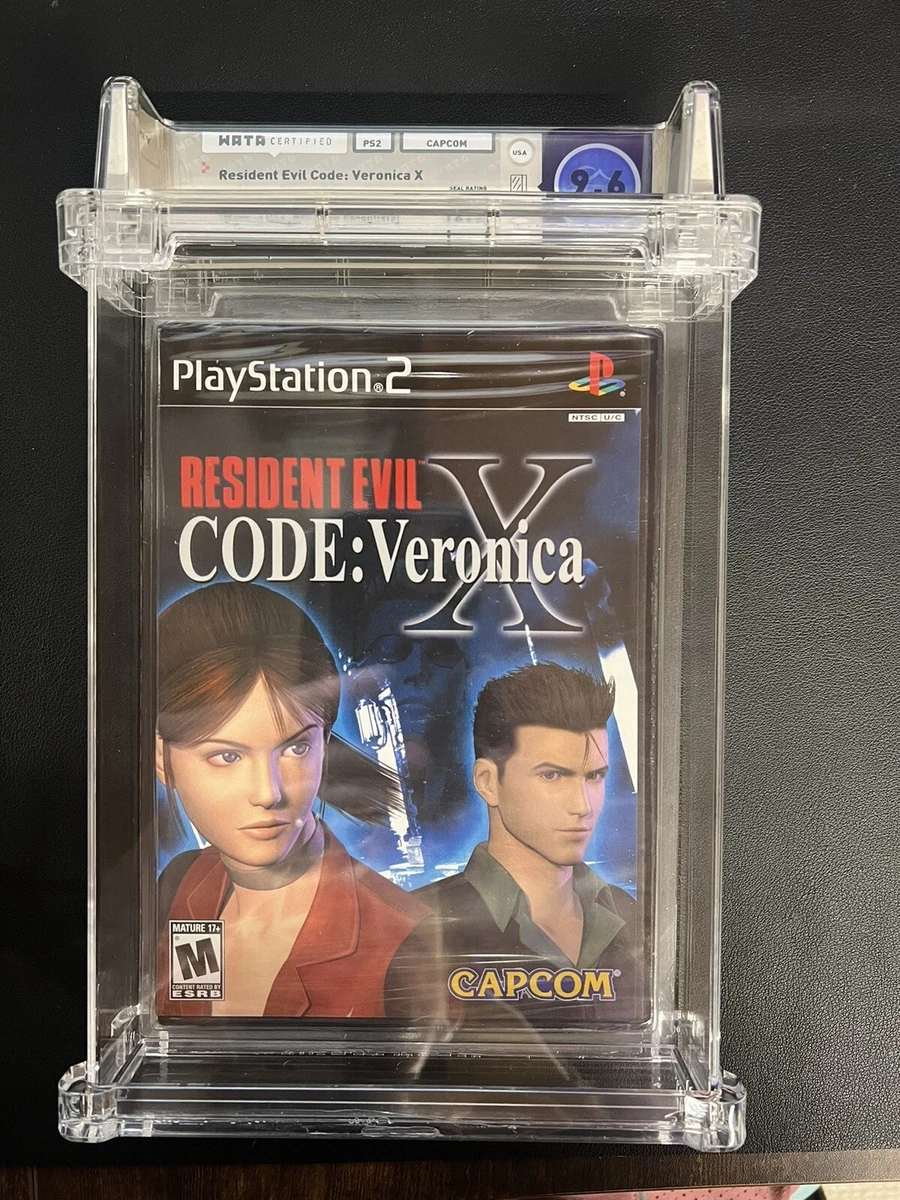 WATA CERTIFIED PS2 CAPCOM USA
Resident Evil Code: Veronica X
SEAL RATING
9.6
PlayStation®2
NTSC U/C
RESIDENT EVIL™
CODE: Veronica X
MATURE 17+
M
CONTENT RATED BY
ESRB
CAPCOM®